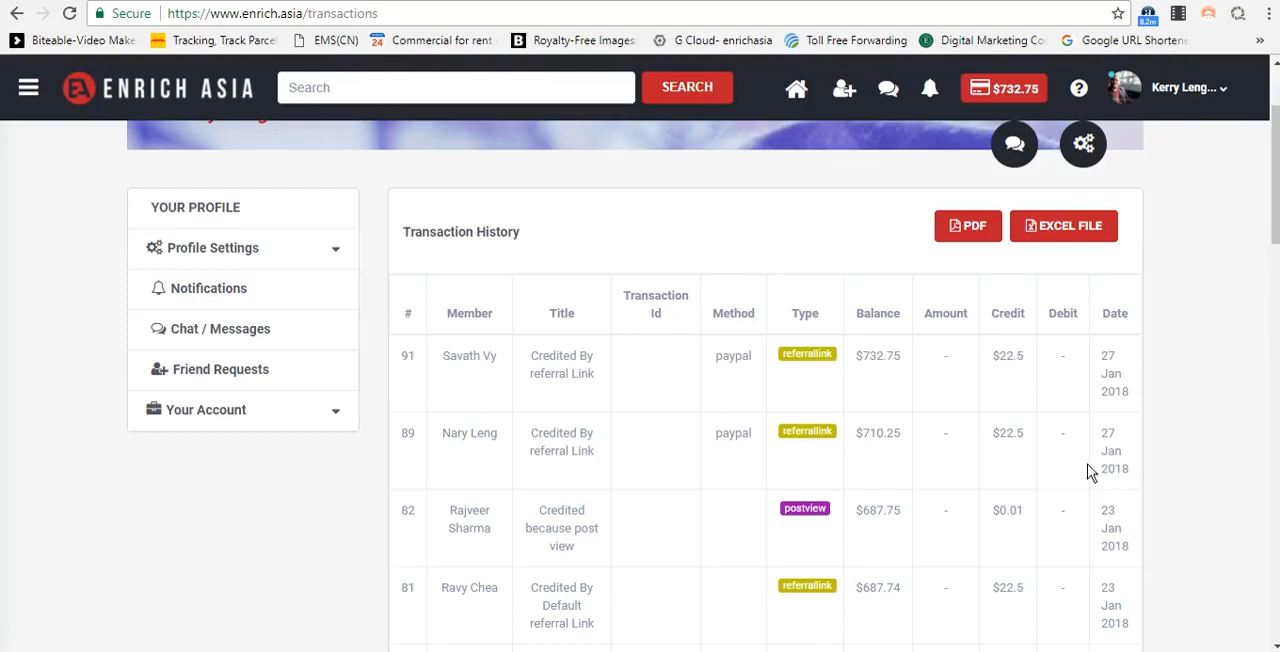 Secure | https://www.enrich.asia/transactions
8.2m
Biteable-Video Make
Tracking, Track Parcel
EMS(CN)
24 Commercial for rent
B Royalty-Free Images
G Cloud- enrichasia
Toll Free Forwarding
Digital Marketing Co
Google URL Shortene
»
EA ENRICH ASIA
Search
SEARCH
$732.75
?
Kerry Leng...
YOUR PROFILE
Profile Settings
Notifications
Chat / Messages
Friend Requests
Your Account
Transaction History
PDF
EXCEL FILE
# Member Title Transaction Id Method Type Balance Amount Credit Debit Date
91 Savath Vy Credited By referral Link paypal referrallink $732.75 - $22.5 - 27 Jan 2018
89 Nary Leng Credited By referral Link paypal referrallink $710.25 - $22.5 - 27 Jan 2018
82 Rajveer Sharma Credited because post view postview $687.75 - $0.01 - 23 Jan 2018
81 Ravy Chea Credited By Default referral Link referrallink $687.74 - $22.5 - 23 Jan 2018